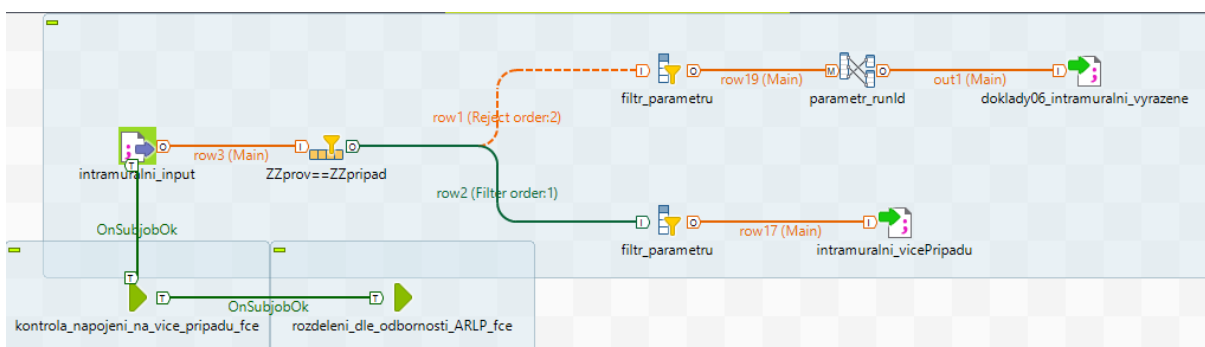 filtr_parametru
row19 (Main)
parametr_runId
out1 (Main)
doklady06_intramuralni_vyrazene
row1 (Reject order:2)
intramuralni_input
row3 (Main)
ZZprov==ZZpripad
row2 (Filter order:1)
filtr_parametru
row17 (Main)
intramuralni_vicePripadu
OnSubjobOk
kontrola_napojeni_na_vice_pripadu_fce
OnSubjobOk
rozdeleni_dle_odbornosti_ARLP_fce